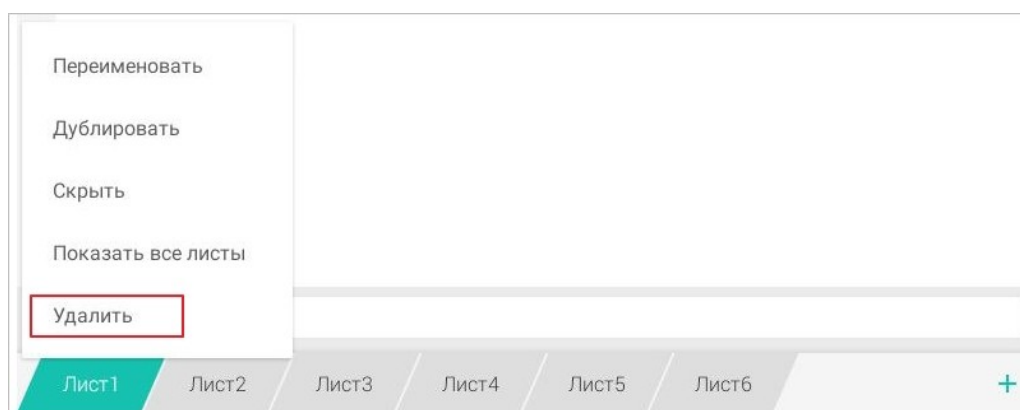 Переименовать
Дублировать
Скрыть
Показать все листы
Удалить
Лист1 Лист2 Лист3 Лист4 Лист5 Лист6 +